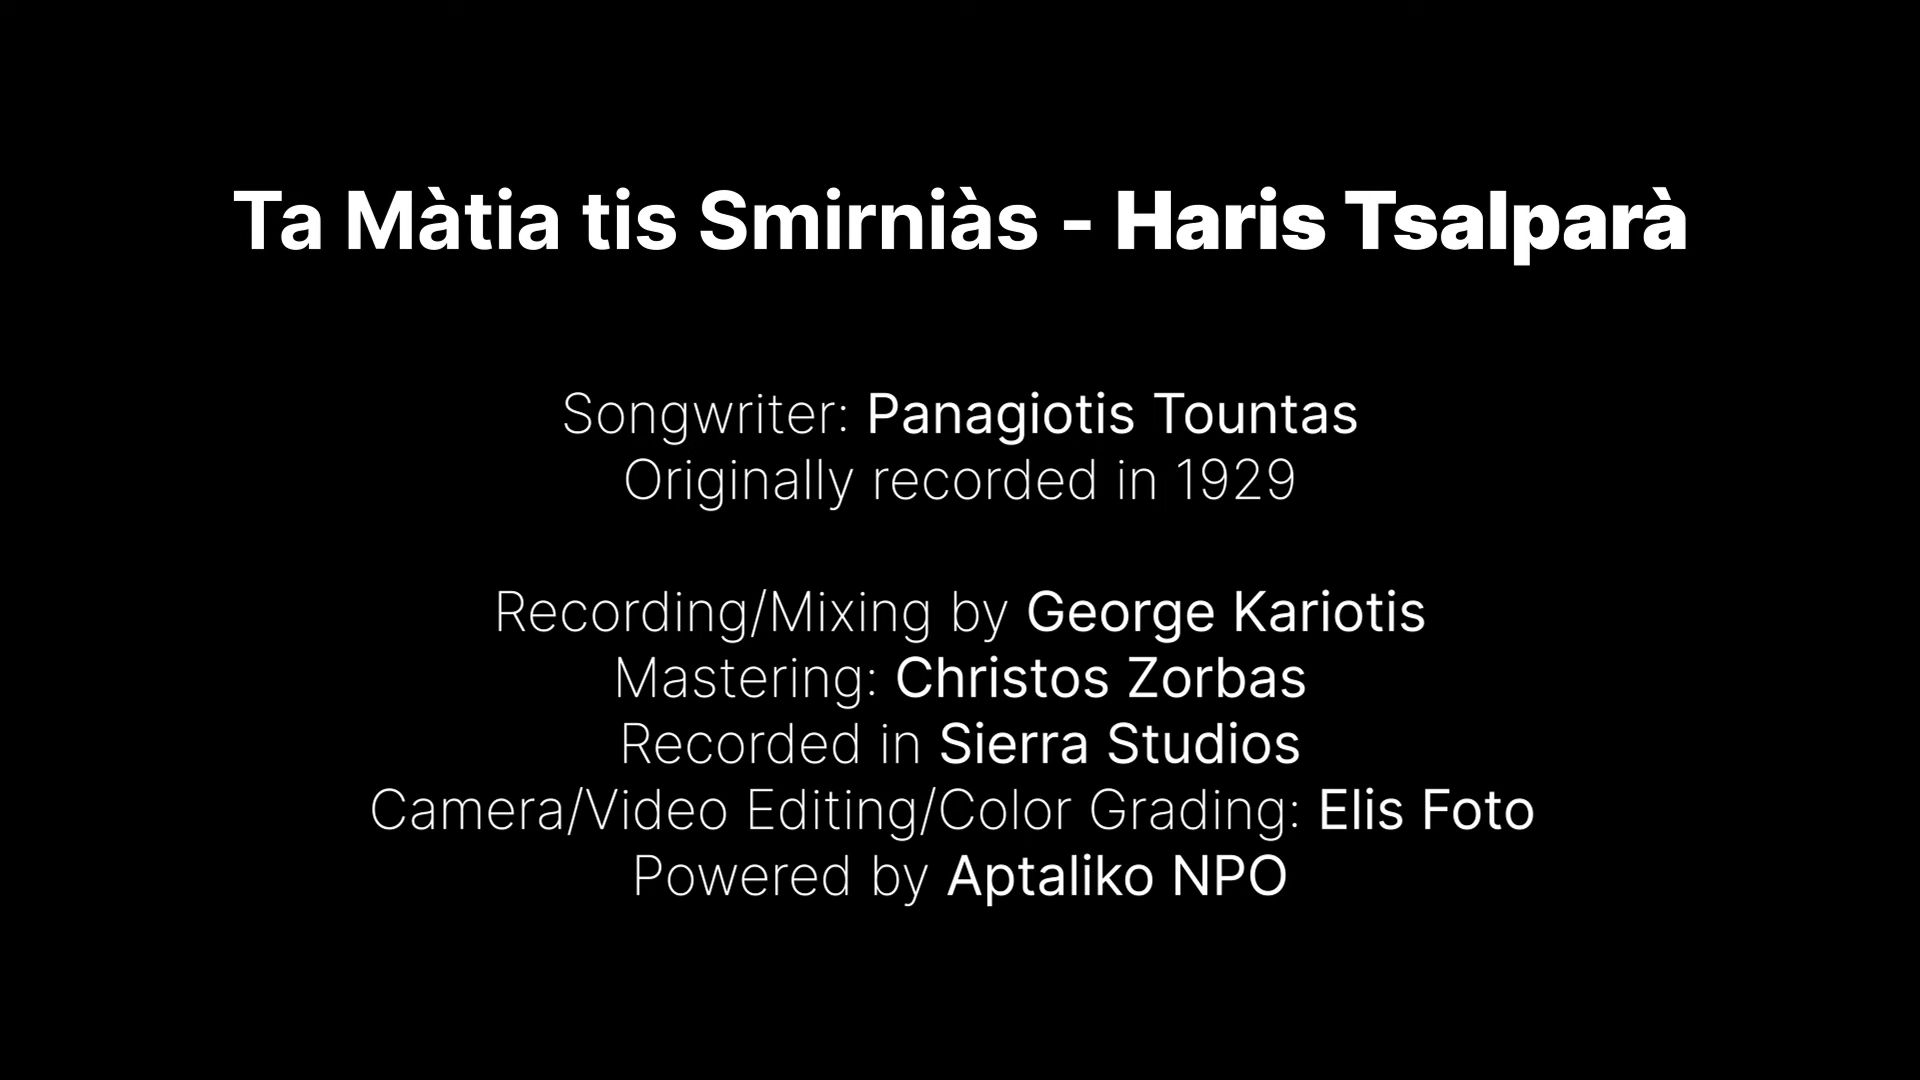 Ta Màtia tis Smirniàs - Haris Tsalparà
Songwriter: Panagiotis Tountas
Originally recorded in 1929
Recording/Mixing by George Kariotis
Mastering: Christos Zorbas
Recorded in Sierra Studios
Camera/Video Editing/Color Grading: Elis Foto
Powered by Aptaliko NPO